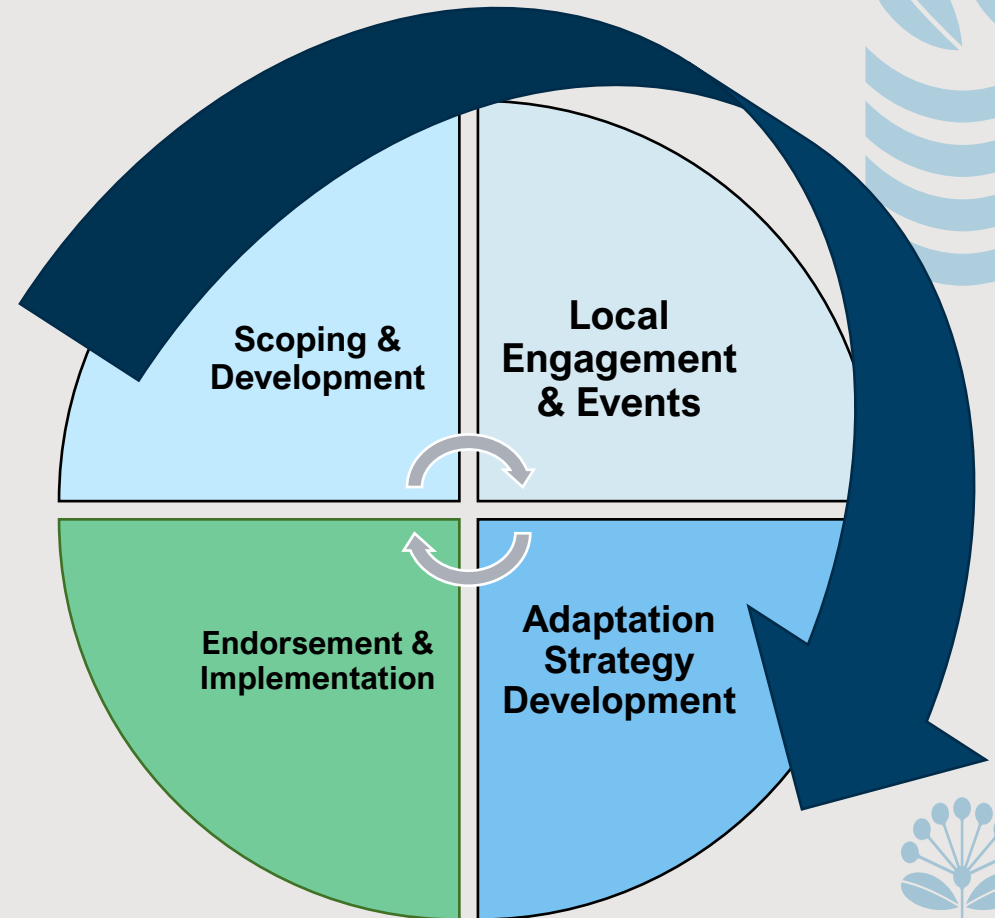 Scoping &
Development
Local
Engagement
& Events
Adaptation
Strategy
Development
Endorsement &
Implementation